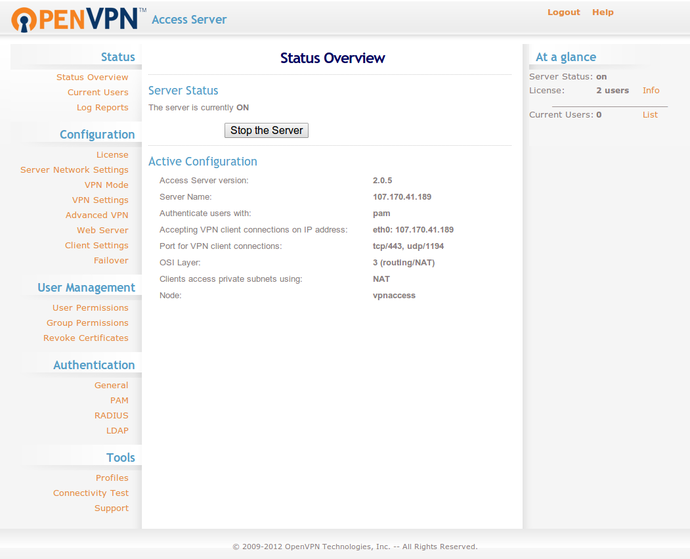 OPENVPN™ Access Server
Logout Help
Status
Status Overview
Current Users
Log Reports
Configuration
License
Server Network Settings
VPN Mode
VPN Settings
Advanced VPN
Web Server
Client Settings
Failover
User Management
User Permissions
Group Permissions
Revoke Certificates
Authentication
General
PAM
RADIUS
LDAP
Tools
Profiles
Connectivity Test
Support
Status Overview
Server Status
The server is currently ON
Stop the Server
Active Configuration
Access Server version: 2.0.5
Server Name: 107.170.41.189
Authenticate users with: pam
Accepting VPN client connections on IP address: eth0: 107.170.41.189
Port for VPN client connections: tcp/443, udp/1194
OSI Layer: 3 (routing/NAT)
Clients access private subnets using: NAT
Node: vpnaccess
At a glance
Server Status: on
License: 2 users Info
Current Users: 0 List
© 2009-2012 OpenVPN Technologies, Inc. -- All Rights Reserved.